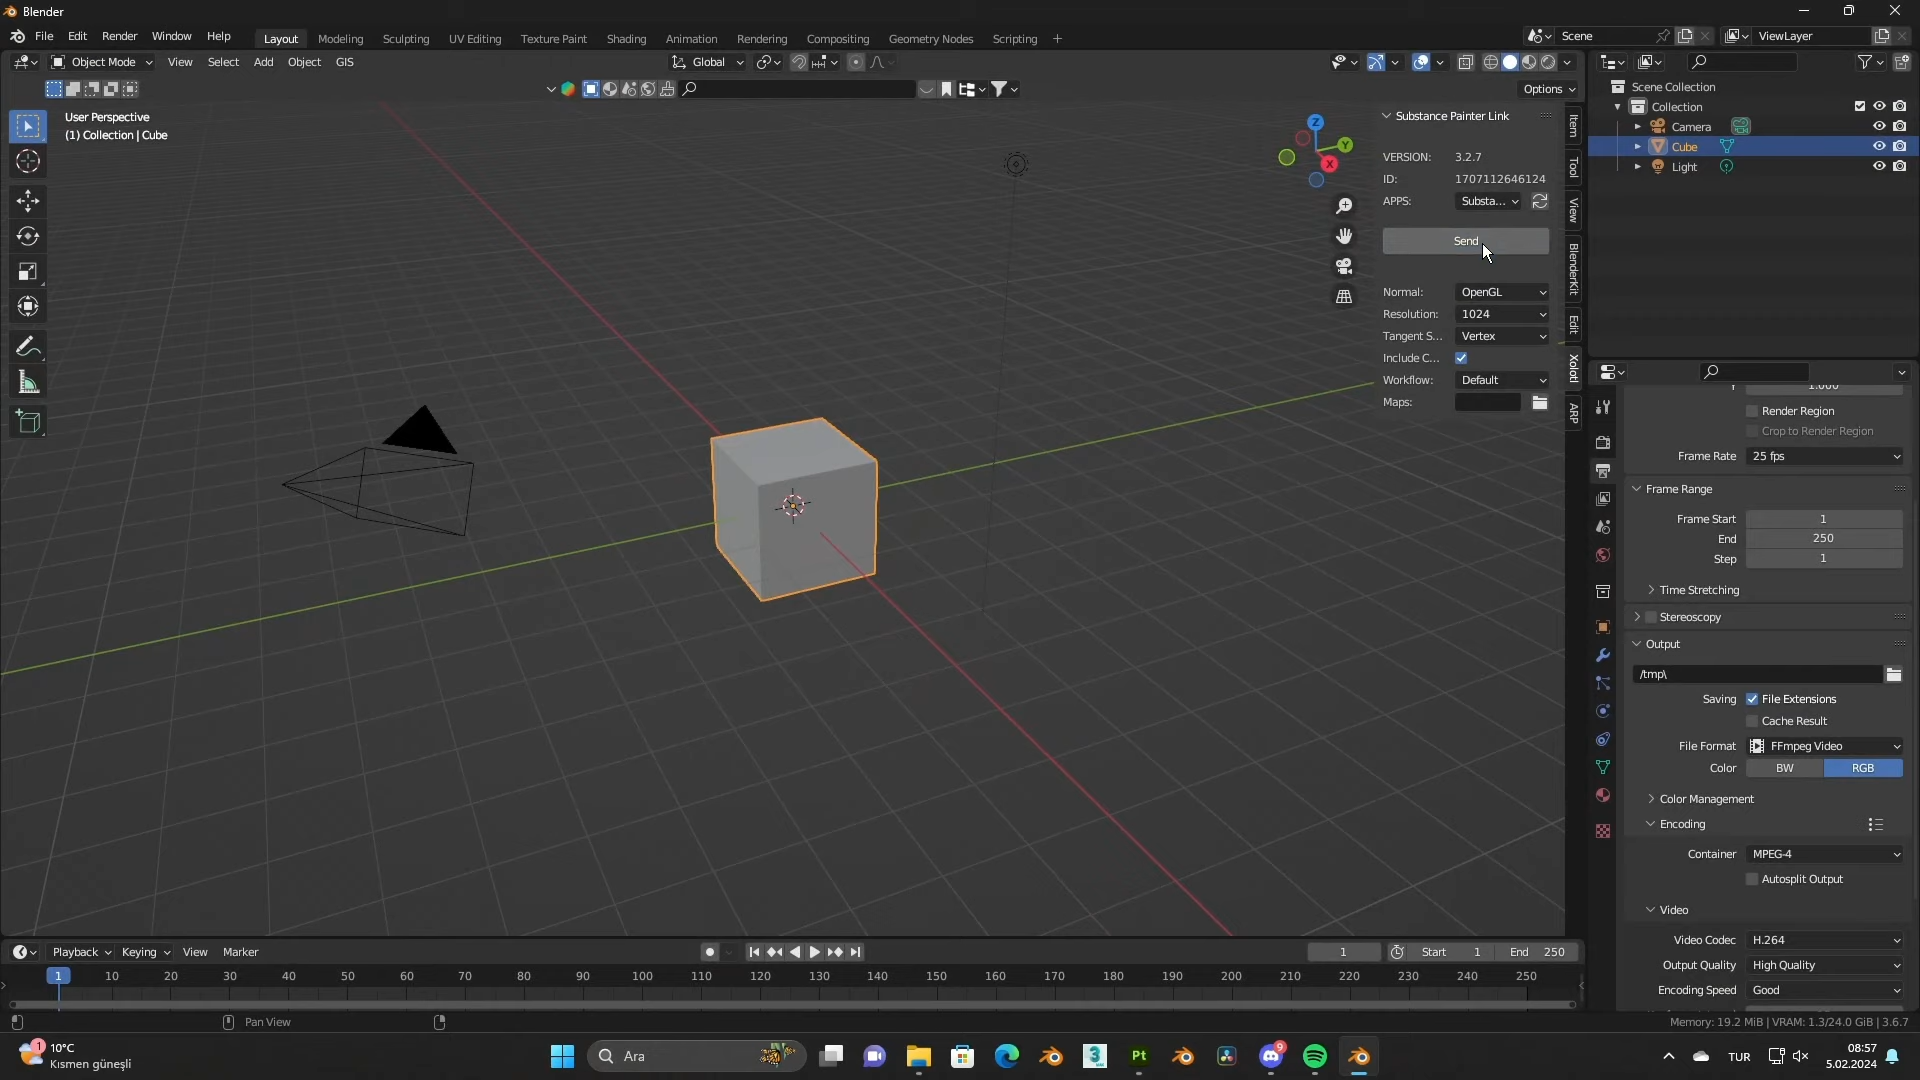 Blender
File Edit Render Window Help
Layout Modeling Sculpting UV Editing Texture Paint Shading Animation Rendering Compositing Geometry Nodes Scripting +
Scene
ViewLayer
Object Mode View Select Add Object GIS
Global
Options
User Perspective
(1) Collection | Cube
Z
Y
X
Substance Painter Link
VERSION: 3.2.7
ID: 1707112646124
APPS: Substa...
Send
Normal: OpenGL
Resolution: 1024
Tangent S... Vertex
Include C...
Workflow: Default
Maps:
Item
Tool
View
BlenderKit
Edit
Xolotl
ARP
Scene Collection
Collection
Camera
Cube
Light
Y 1.000
Render Region
Crop to Render Region
Frame Rate 25 fps
Frame Range
Frame Start 1
End 250
Step 1
Time Stretching
Stereoscopy
Output
/tmp\
Saving File Extensions
Cache Result
File Format FFmpeg Video
Color BW RGB
Color Management
Encoding
Container MPEG-4
Autosplit Output
Video
Video Codec H.264
Output Quality High Quality
Encoding Speed Good
Playback Keying View Marker
1 Start 1 End 250
1 10 20 30 40 50 60 70 80 90 100 110 120 130 140 150 160 170 180 190 200 210 220 230 240 250
Pan View
Memory: 19.2 MiB | VRAM: 1.3/24.0 GiB | 3.6.7
1
10°C
Kısmen güneşli
Ara
3
Pt
9
TUR
08:57
5.02.2024